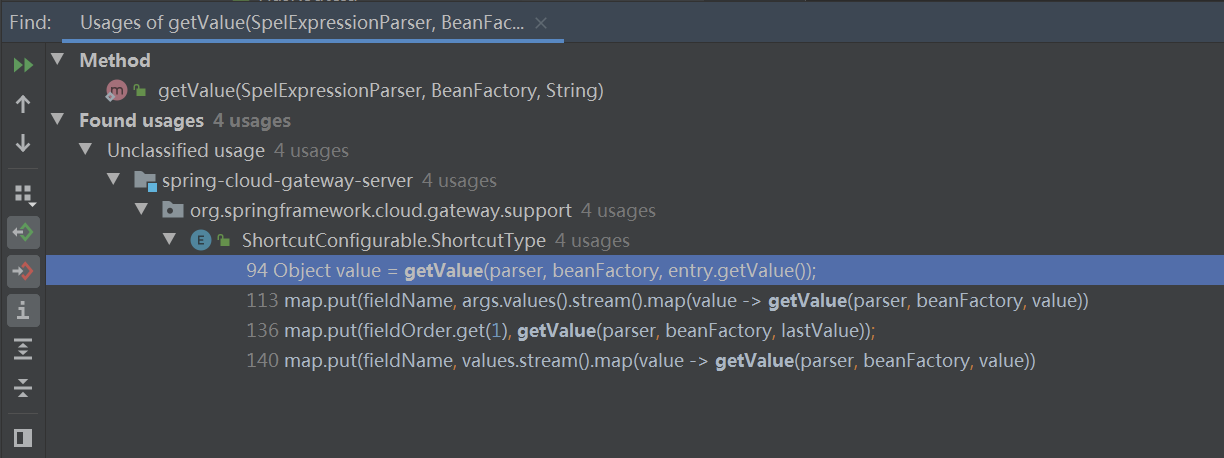 Find: Usages of getValue(SpelExpressionParser, BeanFac...
Method
getValue(SpelExpressionParser, BeanFactory, String)
Found usages 4 usages
Unclassified usage 4 usages
spring-cloud-gateway-server 4 usages
org.springframework.cloud.gateway.support 4 usages
ShortcutConfigurable.ShortcutType 4 usages
94 Object value = getValue(parser, beanFactory, entry.getValue());
113 map.put(fieldName, args.values().stream().map(value -> getValue(parser, beanFactory, value))
136 map.put(fieldOrder.get(1), getValue(parser, beanFactory, lastValue));
140 map.put(fieldName, values.stream().map(value -> getValue(parser, beanFactory, value))